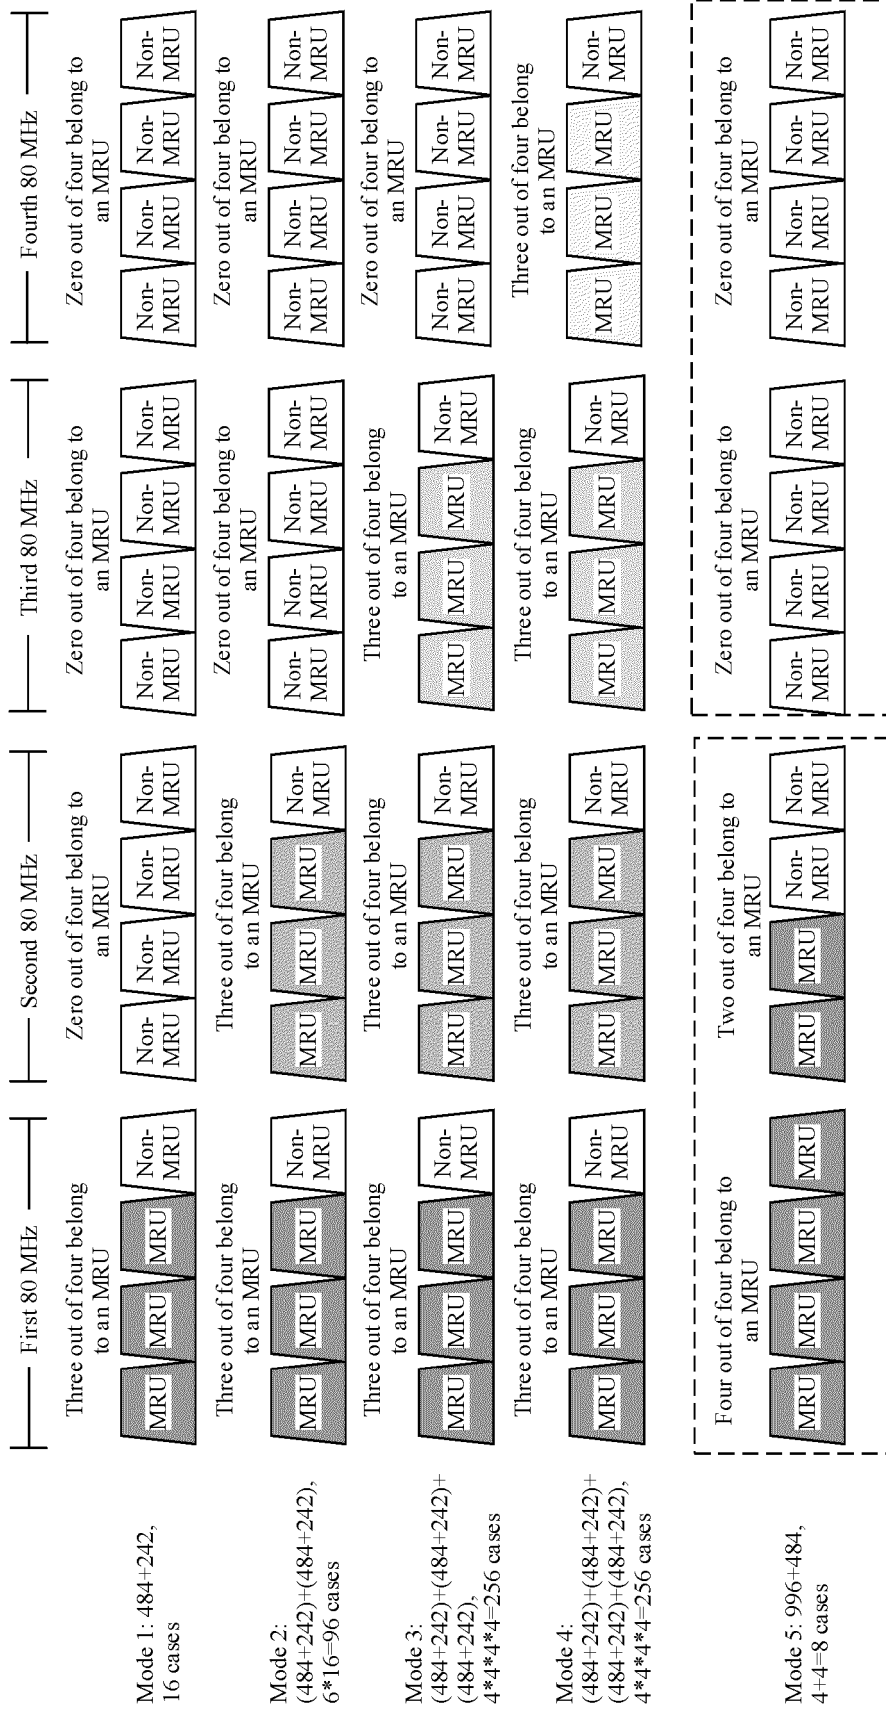 First 80 MHz
Second 80 MHz
Third 80 MHz
Fourth 80 MHz
Mode 1: 484+242,
16 cases
Three out of four belong
to an MRU
MRU
MRU
MRU
Non-
MRU
Zero out of four belong to
an MRU
Non-
MRU
Non-
MRU
Non-
MRU
Non-
MRU
Zero out of four belong to
an MRU
Non-
MRU
Non-
MRU
Non-
MRU
Non-
MRU
Zero out of four belong to
an MRU
Non-
MRU
Non-
MRU
Non-
MRU
Non-
MRU
Mode 2:
(484+242)+(484+242),
6*16=96 cases
Three out of four belong
to an MRU
MRU
MRU
MRU
Non-
MRU
Three out of four belong
to an MRU
MRU
MRU
MRU
Non-
MRU
Zero out of four belong to
an MRU
Non-
MRU
Non-
MRU
Non-
MRU
Non-
MRU
Zero out of four belong to
an MRU
Non-
MRU
Non-
MRU
Non-
MRU
Non-
MRU
Mode 3:
(484+242)+(484+242)+
(484+242),
4*4*4*4=256 cases
Three out of four belong
to an MRU
MRU
MRU
MRU
Non-
MRU
Three out of four belong
to an MRU
MRU
MRU
MRU
Non-
MRU
Three out of four belong
to an MRU
MRU
MRU
MRU
Non-
MRU
Zero out of four belong to
an MRU
Non-
MRU
Non-
MRU
Non-
MRU
Non-
MRU
Mode 4:
(484+242)+(484+242)+
(484+242)+(484+242),
4*4*4*4=256 cases
Three out of four belong
to an MRU
MRU
MRU
MRU
Non-
MRU
Three out of four belong
to an MRU
MRU
MRU
MRU
Non-
MRU
Three out of four belong
to an MRU
MRU
MRU
MRU
Non-
MRU
Three out of four belong
to an MRU
MRU
MRU
MRU
Non-
MRU
Mode 5: 996+484,
4+4=8 cases
Four out of four belong to
an MRU
MRU
MRU
MRU
MRU
Two out of four belong to
an MRU
MRU
MRU
Non-
MRU
Non-
MRU
Zero out of four belong to
an MRU
Non-
MRU
Non-
MRU
Non-
MRU
Non-
MRU
Zero out of four belong to
an MRU
Non-
MRU
Non-
MRU
Non-
MRU
Non-
MRU